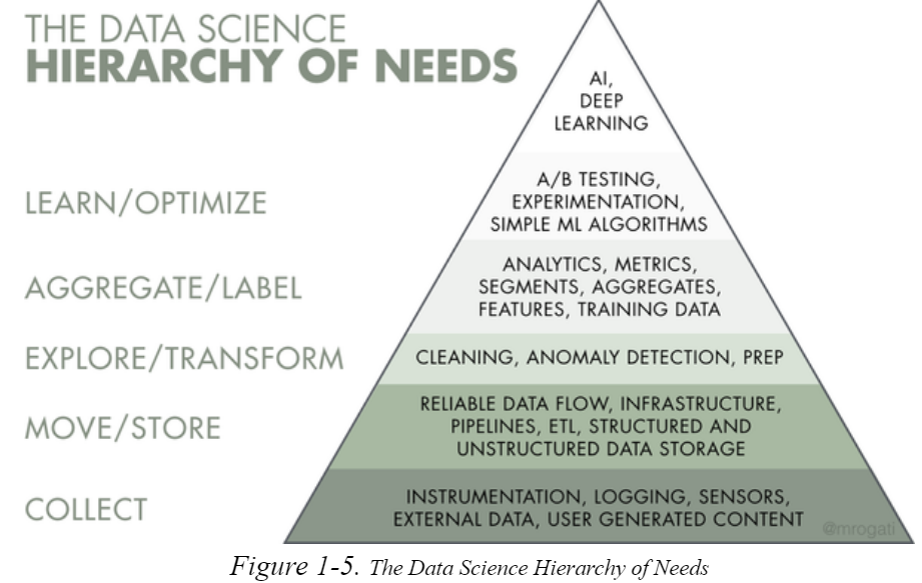 THE DATA SCIENCE
HIERARCHY OF NEEDS
AI,
DEEP
LEARNING
LEARN/OPTIMIZE
A/B TESTING,
EXPERIMENTATION,
SIMPLE ML ALGORITHMS
AGGREGATE/LABEL
ANALYTICS, METRICS,
SEGMENTS, AGGREGATES,
FEATURES, TRAINING DATA
EXPLORE/TRANSFORM
CLEANING, ANOMALY DETECTION, PREP
MOVE/STORE
RELIABLE DATA FLOW, INFRASTRUCTURE,
PIPELINES, ETL, STRUCTURED AND
UNSTRUCTURED DATA STORAGE
COLLECT
INSTRUMENTATION, LOGGING, SENSORS,
EXTERNAL DATA, USER GENERATED CONTENT
@mrogati
Figure 1-5. The Data Science Hierarchy of Needs